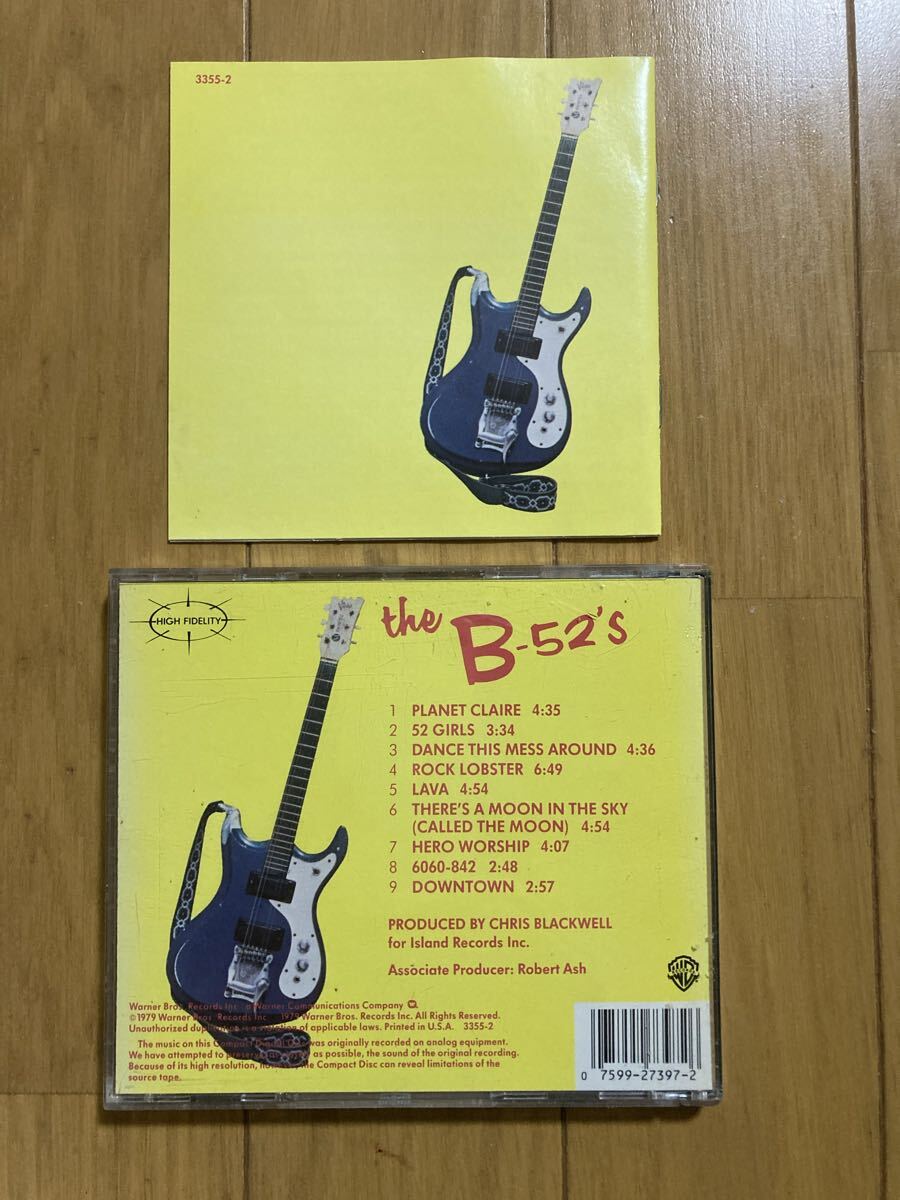 3355-2
HIGH FIDELITY
the B-52's
1 PLANET CLAIRE 4:35
2 52 GIRLS 3:34
3 DANCE THIS MESS AROUND 4:36
4 ROCK LOBSTER 6:49
5 LAVA 4:54
6 THERE'S A MOON IN THE SKY
(CALLED THE MOON) 4:54
7 HERO WORSHIP 4:07
8 6060-842 2:48
9 DOWNTOWN 2:57
PRODUCED BY CHRIS BLACKWELL
for Island Records Inc.
Associate Producer: Robert Ash
Warner Bros. Records Inc. a Warner Communications Company
©1979 Warner Bros. Records Inc. 1979 Warner Bros. Records Inc. All Rights Reserved.
Unauthorized duplication is a violation of applicable laws. Printed in U.S.A. 3355-2
The music on this Compact Digital Disc was originally recorded on analog equipment.
We have attempted to preserve, as as possible, the sound of the original recording.
Because of its high resolution, however, the Compact Disc can reveal limitations of the
source tape.
0 7599-27397-2